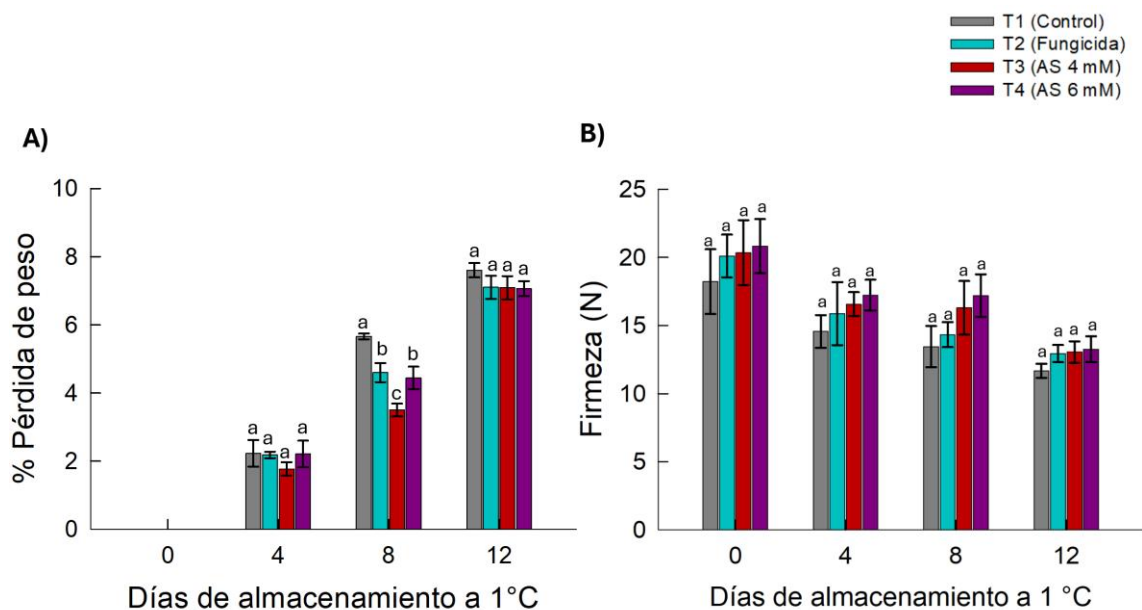 T1 (Control)
T2 (Fungicida)
T3 (AS 4 mM)
T4 (AS 6 mM)
A)
% Pérdida de peso
10
8
6
4
2
0
a a a a
a b c b
a a a a
0 4 8 12
Días de almacenamiento a 1°C
B)
Firmeza (N)
25
20
15
10
5
0
a a a a
a a a a
a a a a
a a a a
0 4 8 12
Días de almacenamiento a 1°C